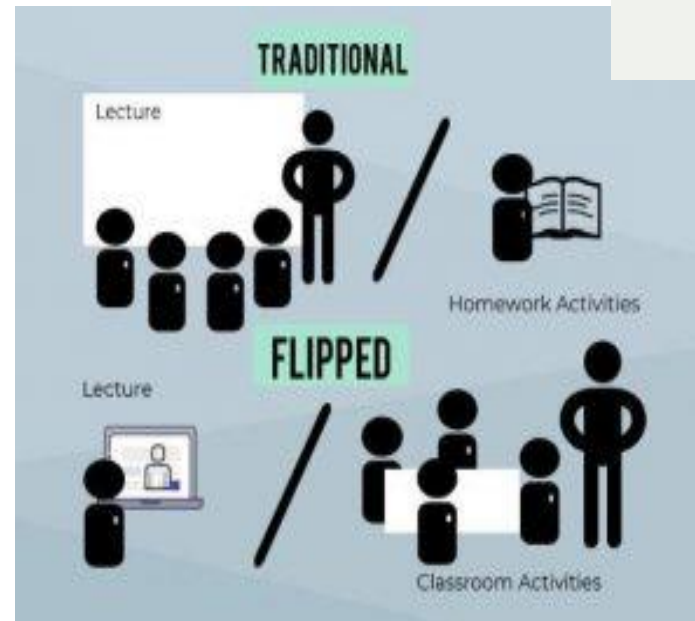 TRADITIONAL
Lecture
Homework Activities
FLIPPED
Lecture
Classroom Activities